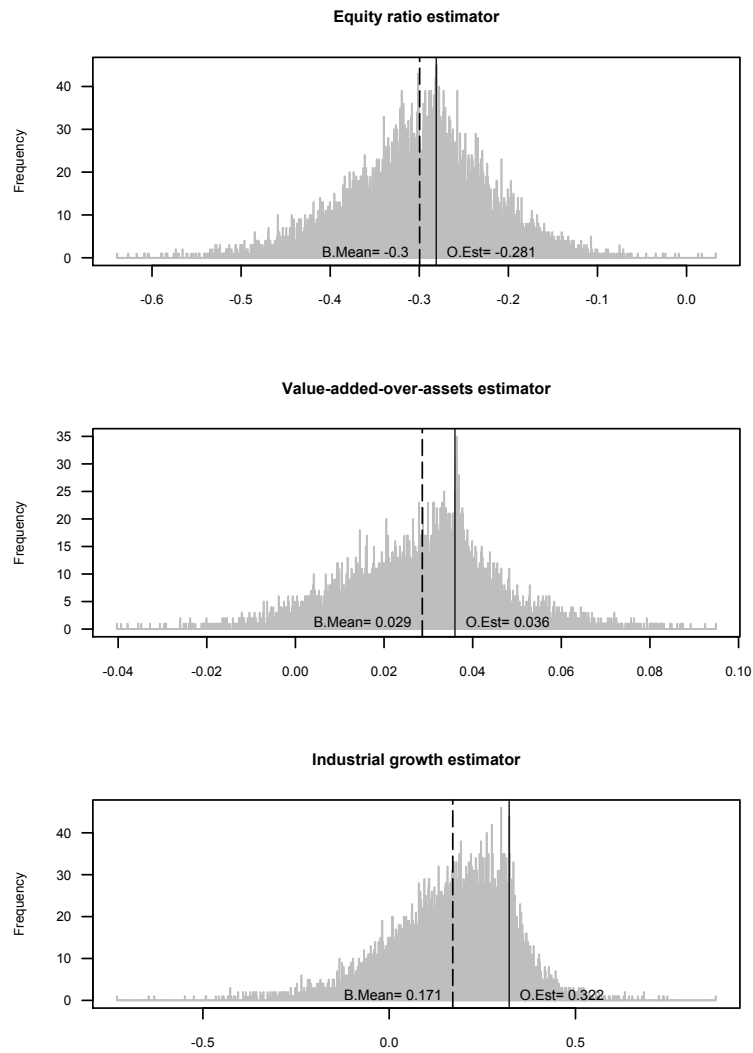 Equity ratio estimator
Frequency
40
30
20
10
0
B.Mean= -0.3 O.Est= -0.281
-0.6 -0.5 -0.4 -0.3 -0.2 -0.1 0.0
Value-added-over-assets estimator
Frequency
35
30
25
20
15
10
5
0
B.Mean= 0.029 O.Est= 0.036
-0.04 -0.02 0.00 0.02 0.04 0.06 0.08 0.10
Industrial growth estimator
Frequency
40
30
20
10
0
B.Mean= 0.171 O.Est= 0.322
-0.5 0.0 0.5